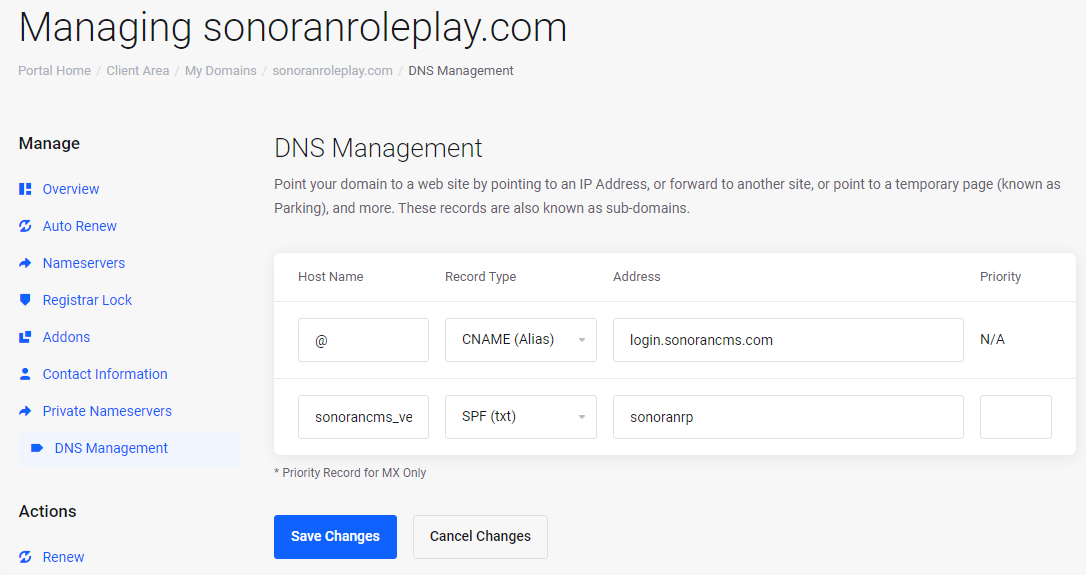 Managing sonoranroleplay.com
Portal Home / Client Area / My Domains / sonoranroleplay.com / DNS Management
Manage
Overview
Auto Renew
Nameservers
Registrar Lock
Addons
Contact Information
Private Nameservers
DNS Management
Actions
Renew
DNS Management
Point your domain to a web site by pointing to an IP Address, or forward to another site, or point to a temporary page (known as
Parking), and more. These records are also known as sub-domains.
Host Name Record Type Address Priority
@ CNAME (Alias) login.sonorancms.com N/A
sonorancms_ve SPF (txt) sonoranrp
* Priority Record for MX Only
Save Changes Cancel Changes